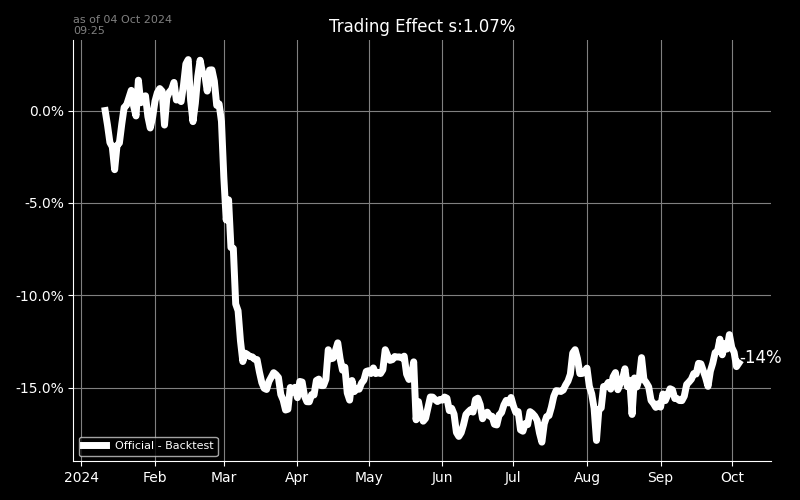 as of 04 Oct 2024
09:25
Trading Effect s:1.07%
0.0%
-5.0%
-10.0%
-15.0%
-14%
Official - Backtest
2024 Feb Mar Apr May Jun Jul Aug Sep Oct